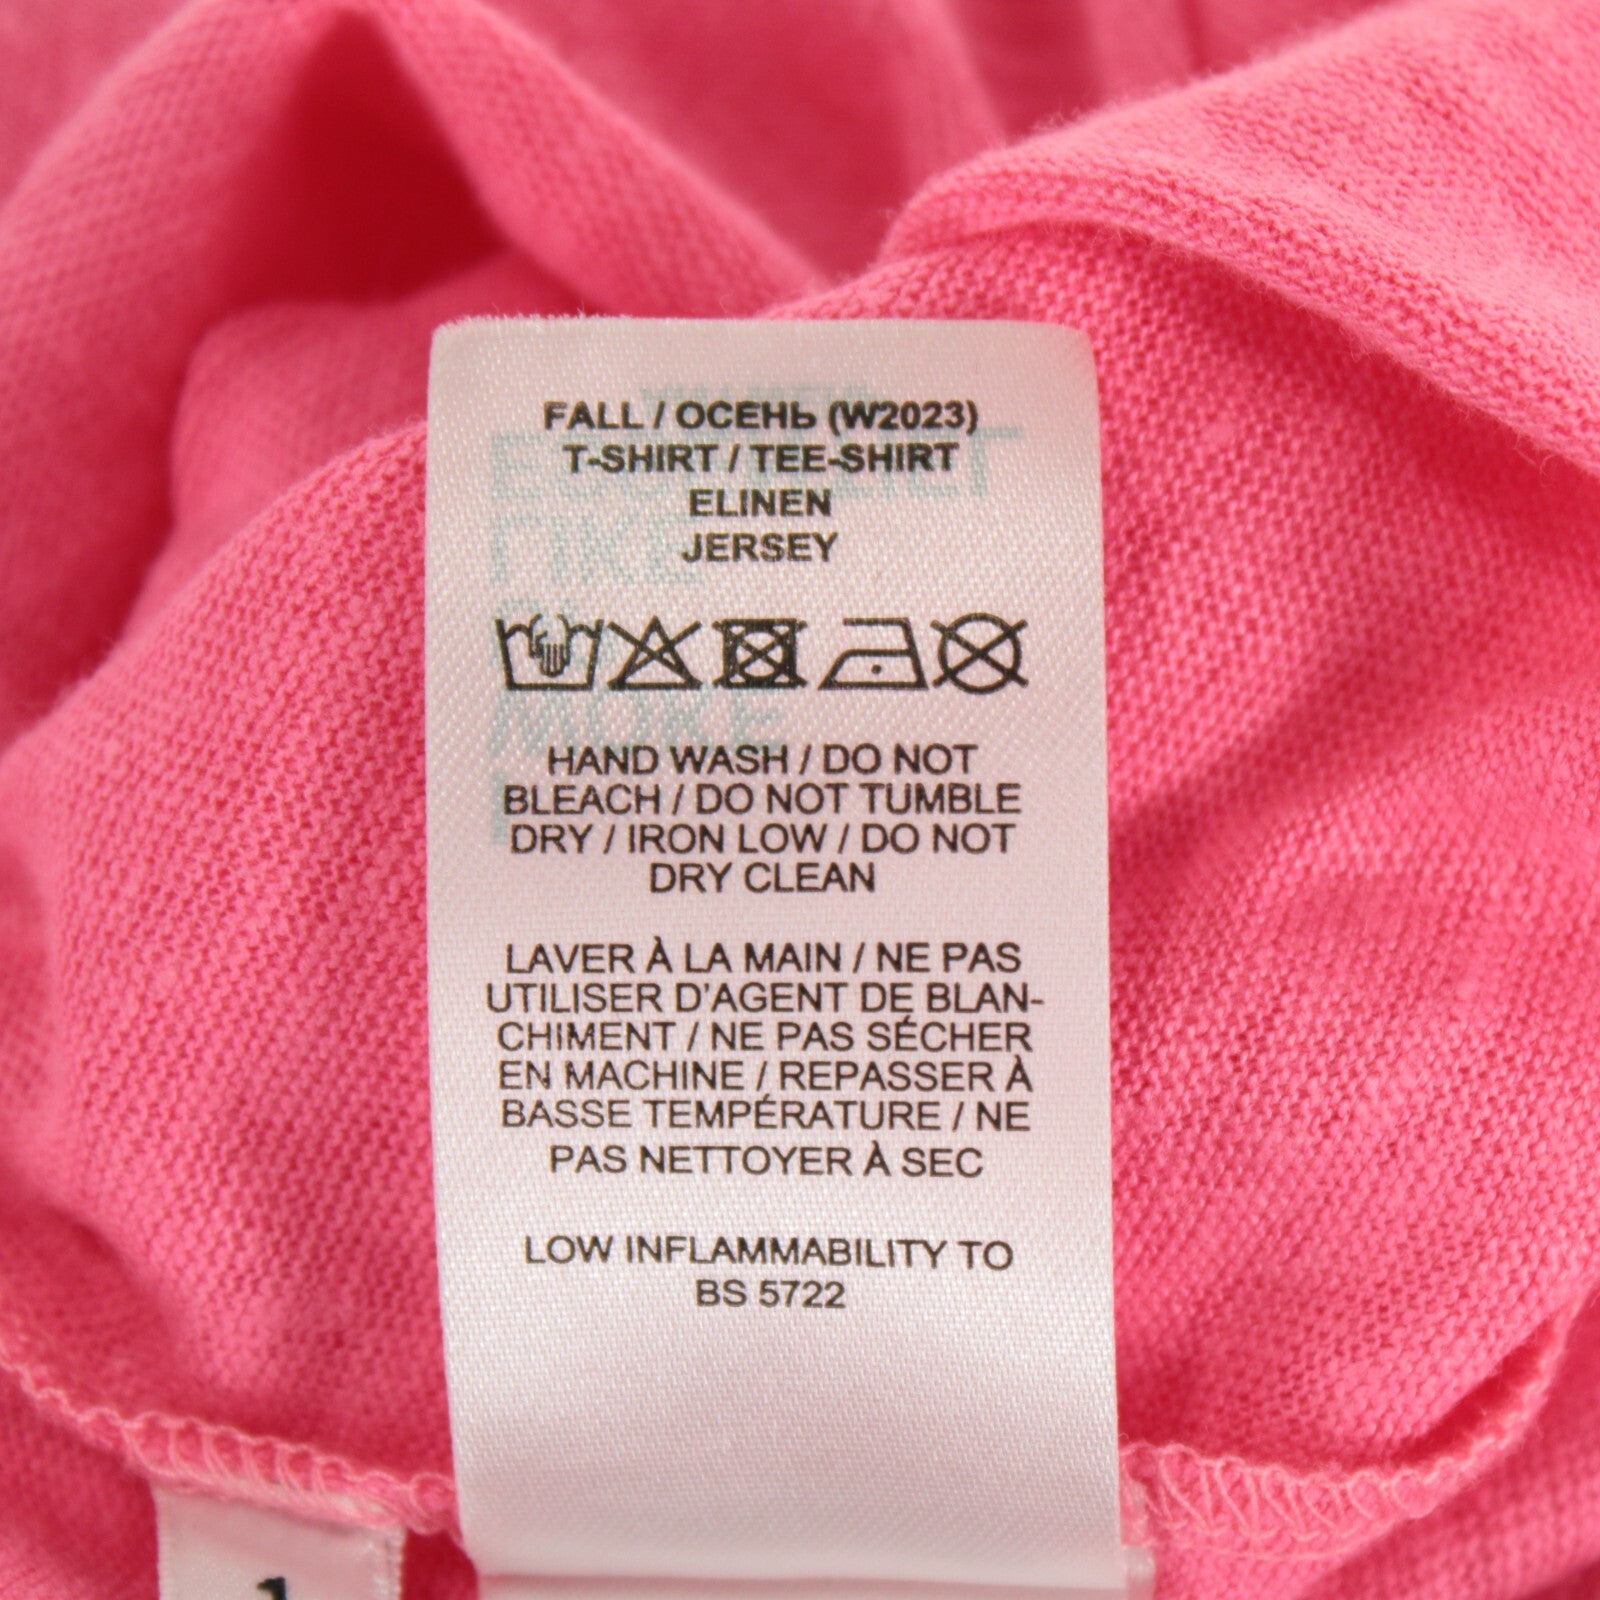 FALL / ОСЕНЬ (W2023)
T-SHIRT / TEE-SHIRT
ELINEN
JERSEY
HAND WASH / DO NOT
BLEACH / DO NOT TUMBLE
DRY / IRON LOW / DO NOT
DRY CLEAN
LAVER À LA MAIN / NE PAS
UTILISER D'AGENT DE BLAN-
CHIMENT / NE PAS SÉCHER
EN MACHINE / REPASSER À
BASSE TEMPÉRATURE / NE
PAS NETTOYER À SEC
LOW INFLAMMABILITY TO
BS 5722